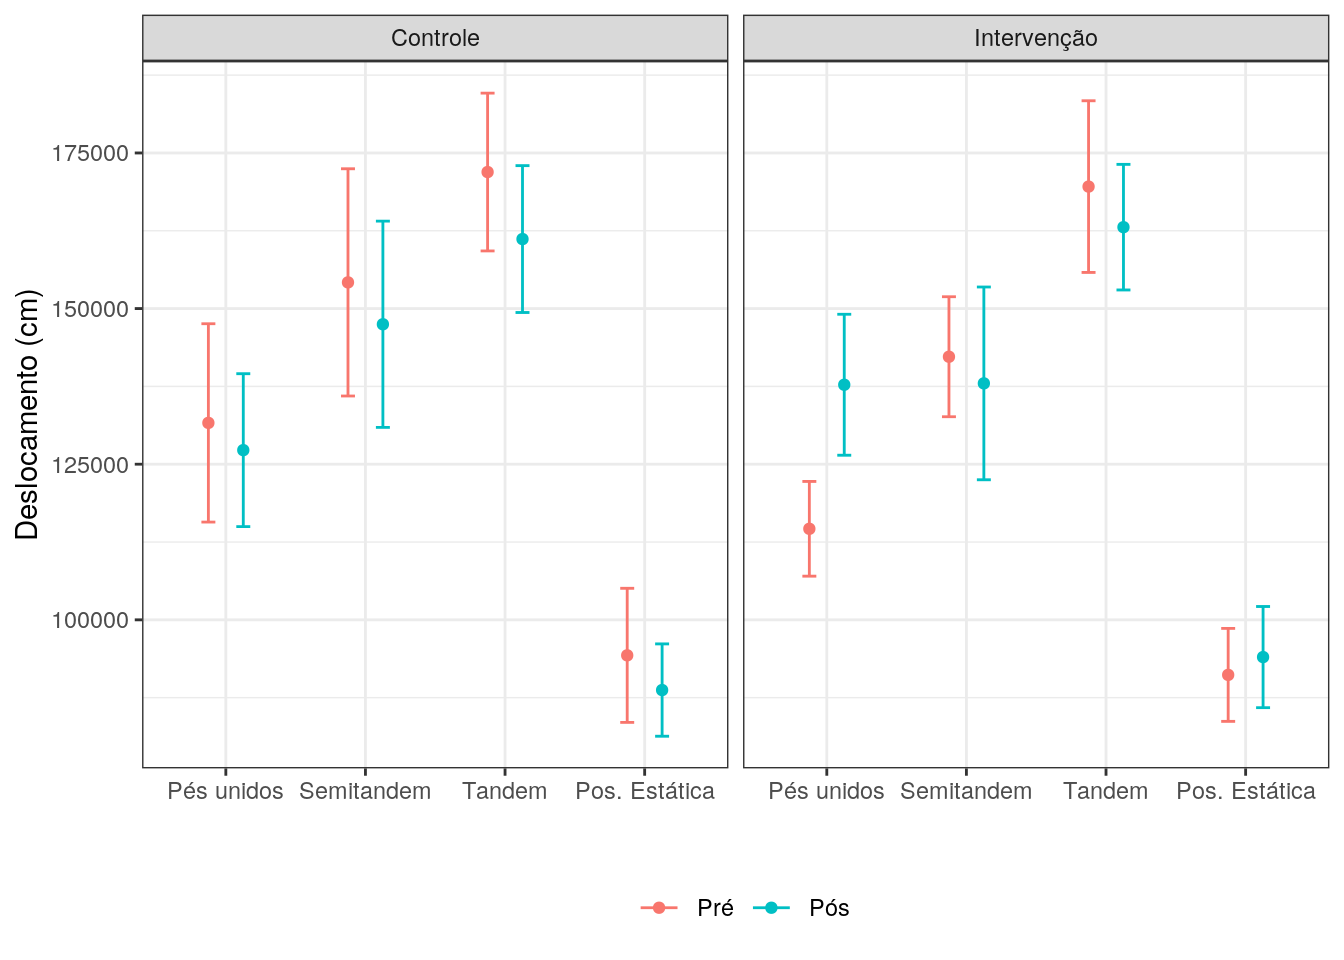 Controle
Intervenção
Deslocamento (cm)
175000
150000
125000
100000
Pés unidos Semitandem Tandem Pos. Estática
Pés unidos Semitandem Tandem Pos. Estática
Pré Pós